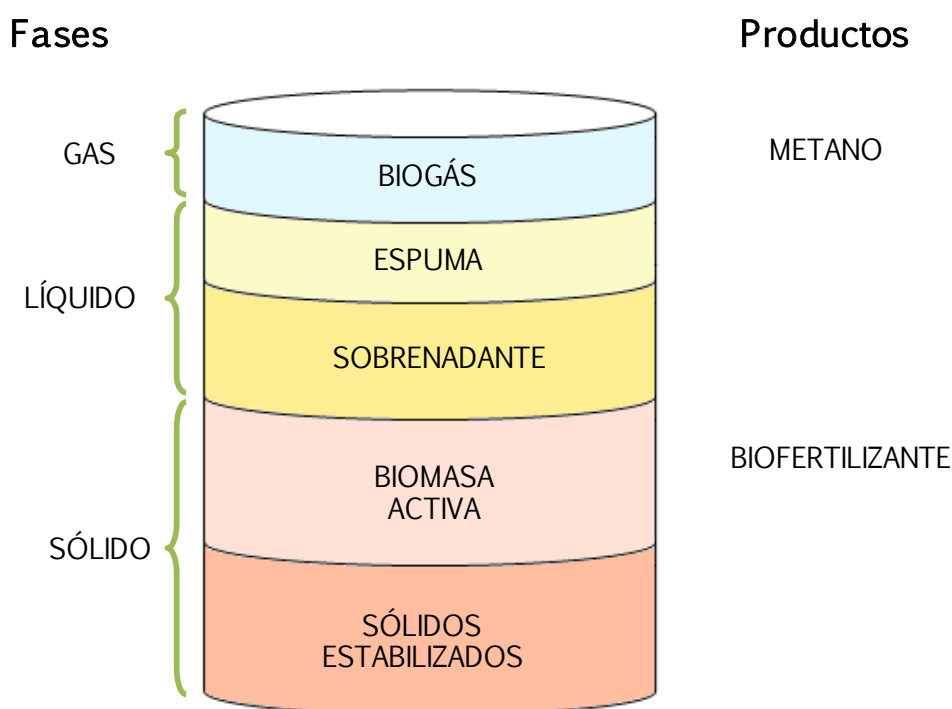 Fases
Productos
GAS
BIOGÁS
METANO
ESPUMA
LÍQUIDO
SOBRENADANTE
BIOMASA
ACTIVA
BIOFERTILIZANTE
SÓLIDO
SÓLIDOS
ESTABILIZADOS